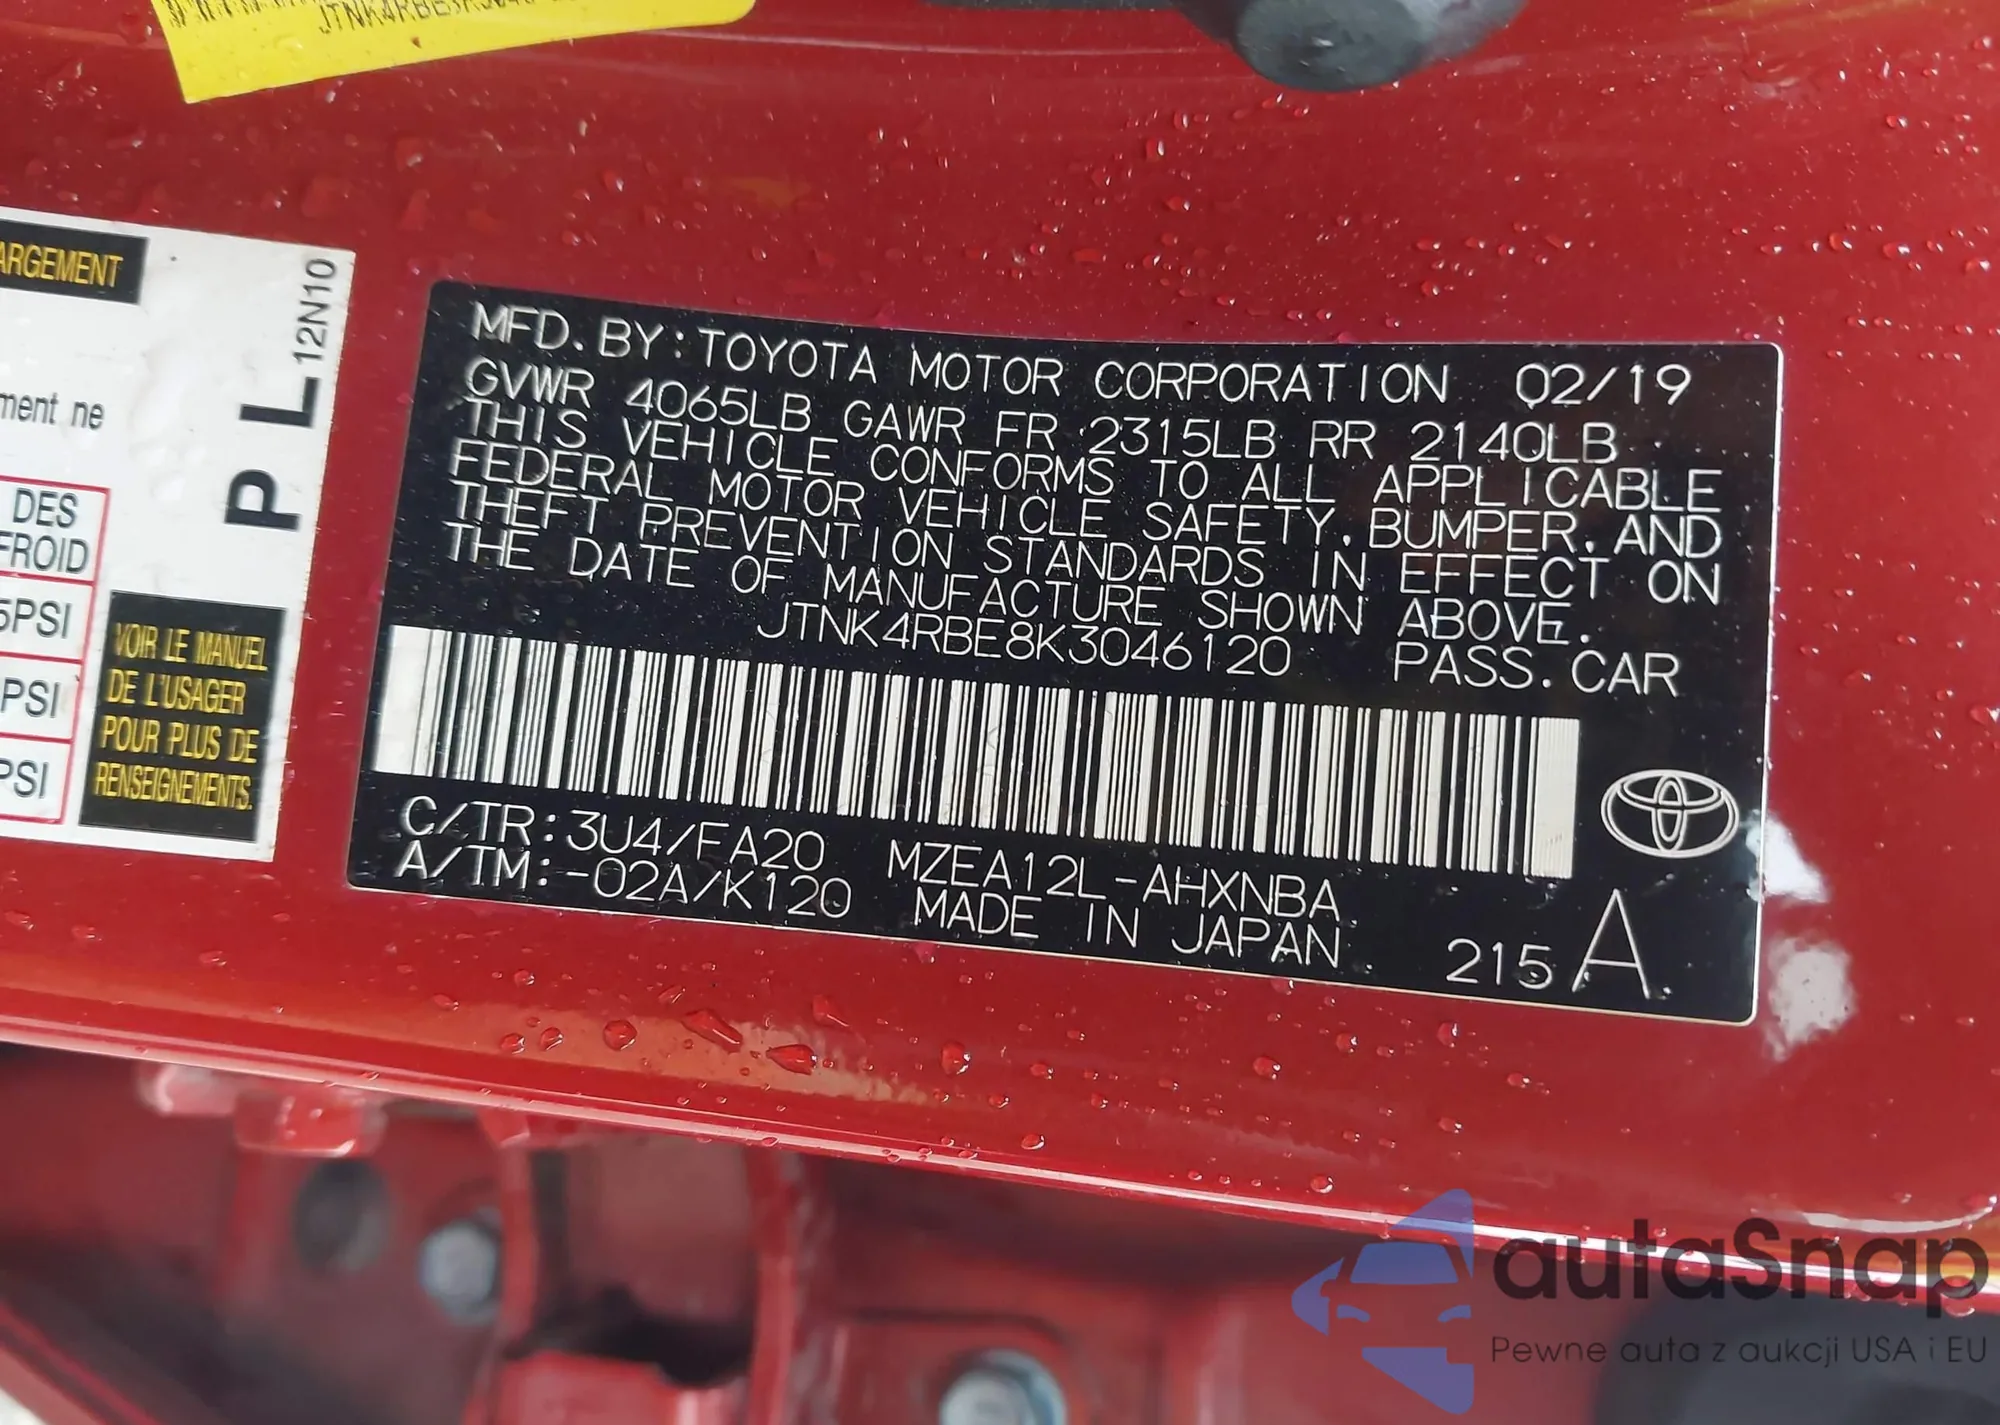 ARGEMENT
12N10
P L
ment ne
DES
FROID
5PSI
PSI
PSI
VOIR LE MANUEL
DE L'USAGER
POUR PLUS DE
RENSEIGNEMENTS.
MFD. BY: TOYOTA MOTOR CORPORATION 02/19
GVWR 4065LB GAWR FR 2315LB RR 2140LB
THIS VEHICLE CONFORMS TO ALL APPLICABLE
FEDERAL MOTOR VEHICLE SAFETY, BUMPER, AND
THEFT PREVENTION STANDARDS IN EFFECT ON
THE DATE OF MANUFACTURE SHOWN ABOVE.
JTNK4RBE8K3046120 PASS. CAR
C/TR: 3U4/FA20 MZEA12L-AHXNBA
A/TM: -02A/K120 MADE IN JAPAN 215 A
autaSnap
Pewne auta z aukcji USA i EU